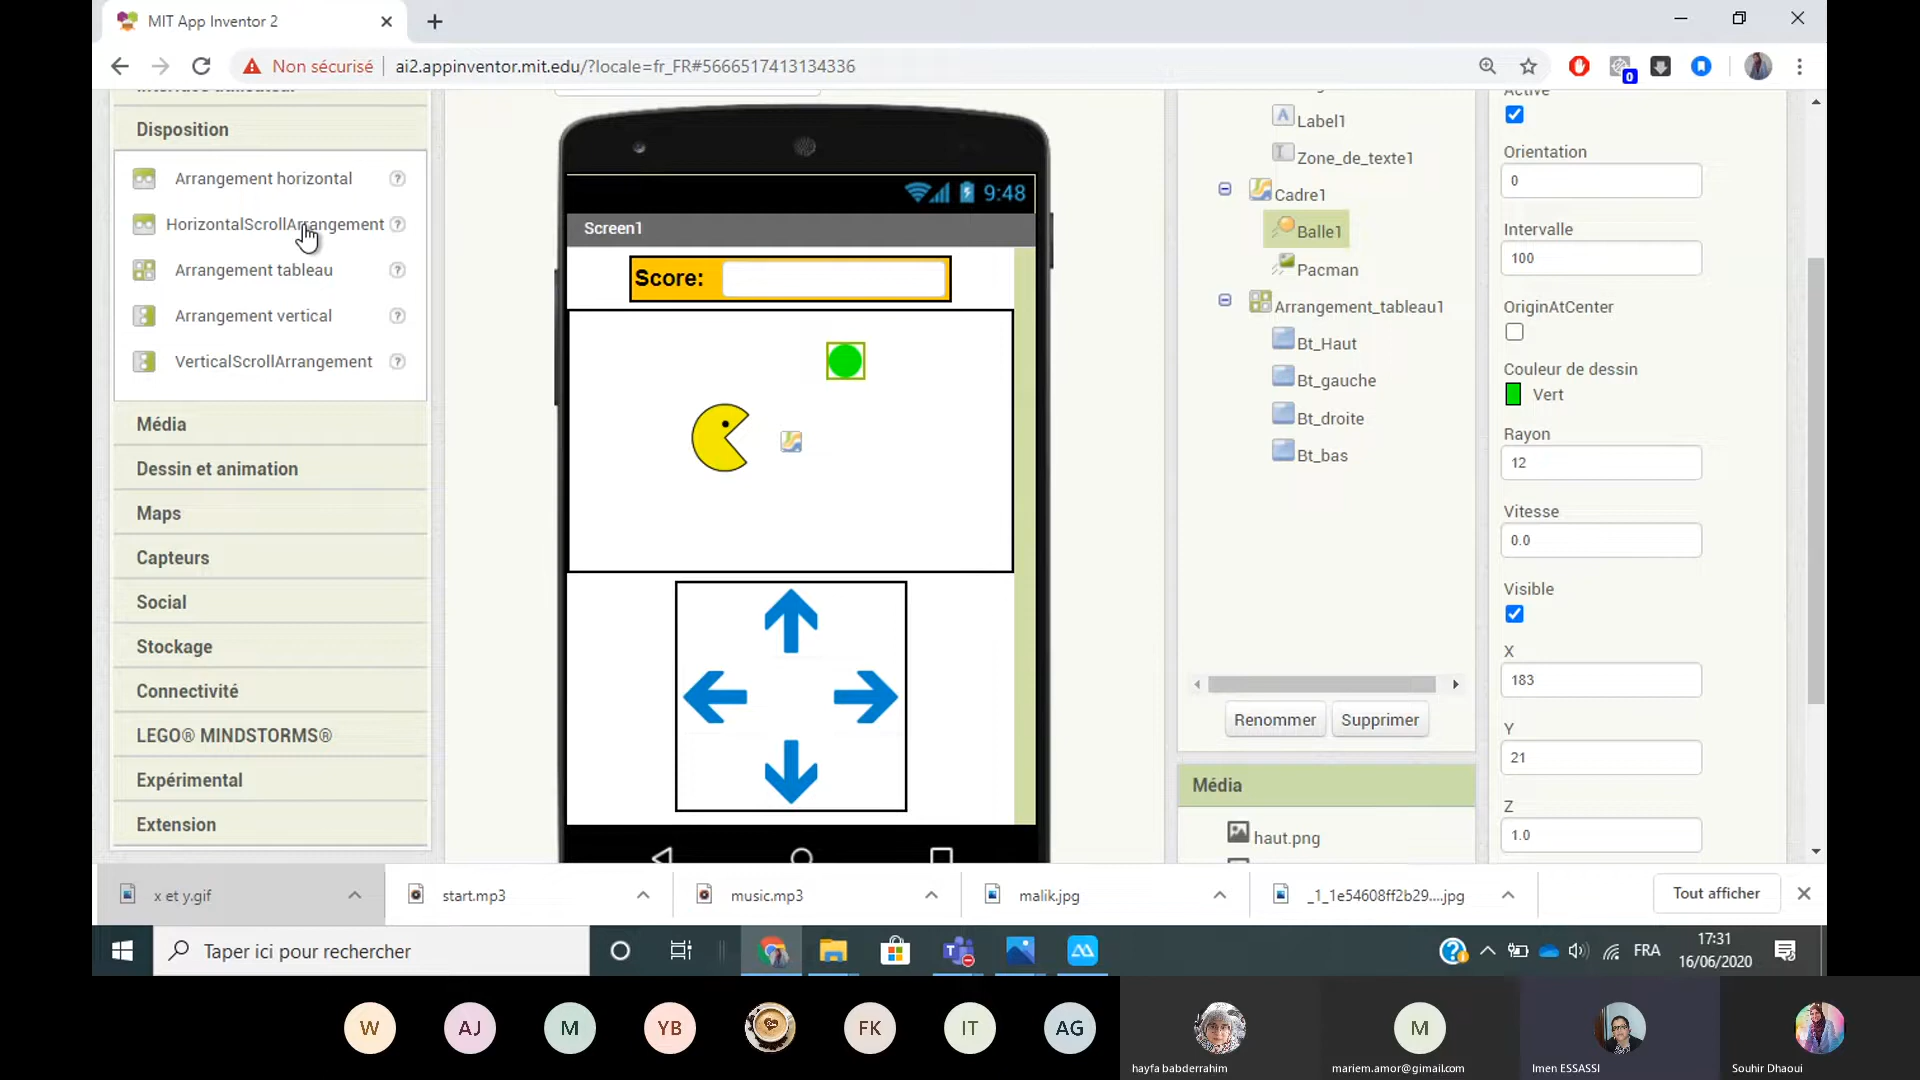 MIT App Inventor 2
Non sécurisé
ai2.appinventor.mit.edu/?locale=fr_FR#5666517413134336
0
Disposition
Arrangement horizontal
HorizontalScrollArrangement
Arrangement tableau
Arrangement vertical
VerticalScrollArrangement
Média
Dessin et animation
Maps
Capteurs
Social
Stockage
Connectivité
LEGO® MINDSTORMS®
Expérimental
Extension
9:48
Screen1
Score:
Label1
Zone_de_texte1
Cadre1
Balle1
Pacman
Arrangement_tableau1
Bt_Haut
Bt_gauche
Bt_droite
Bt_bas
Renommer
Supprimer
Média
haut.png
Activé
Orientation
0
Intervalle
100
OriginAtCenter
Couleur de dessin
Vert
Rayon
12
Vitesse
0.0
Visible
X
183
Y
21
Z
1.0
x et y.gif
start.mp3
music.mp3
malik.jpg
_1_1e54608ff2b29....jpg
Tout afficher
Taper ici pour rechercher
FRA
17:31
16/06/2020
W
AJ
M
YB
FK
IT
AG
M
hayfa babderrahim
mariem.amor@gimail.com
Imen ESSASSI
Souhir Dhaoui